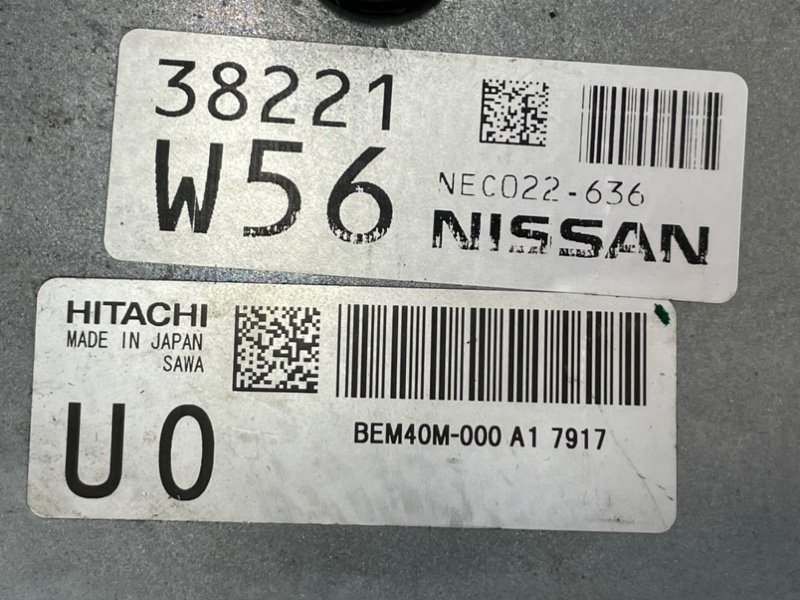 38221
W56
NEC022-636
NISSAN
HITACHI
MADE IN JAPAN
SAWA
U0
BEM40M-000 A1 7917